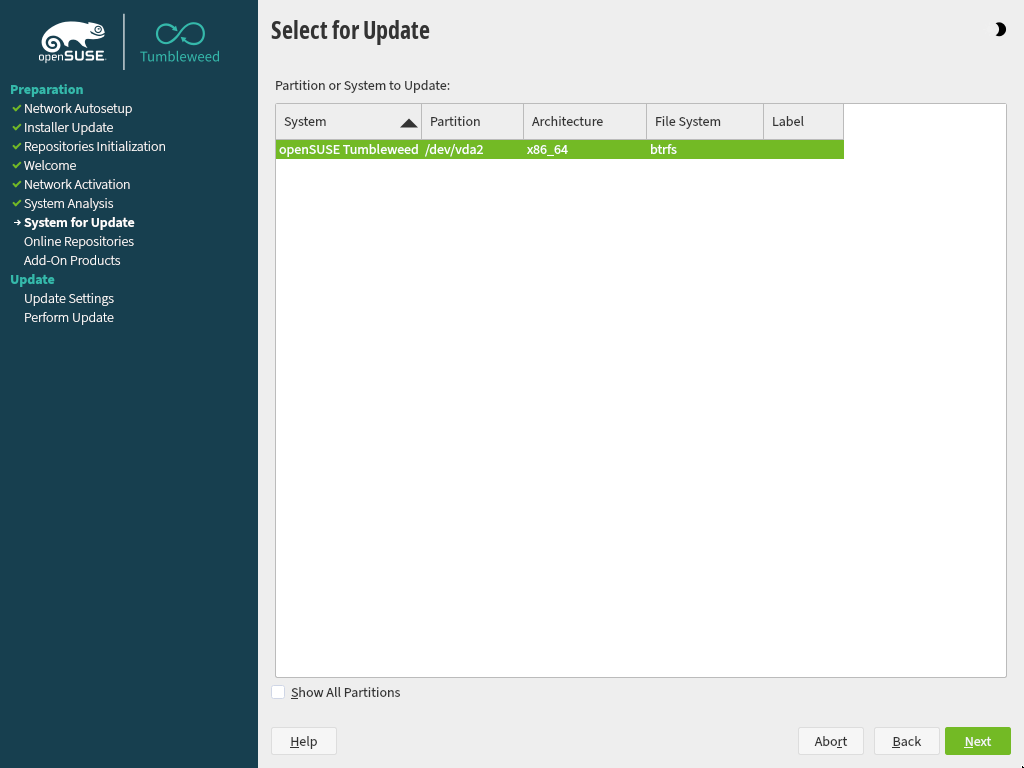 openSUSE.
Tumbleweed
Preparation
Network Autosetup
Installer Update
Repositories Initialization
Welcome
Network Activation
System Analysis
System for Update
Online Repositories
Add-On Products
Update
Update Settings
Perform Update
Select for Update
Partition or System to Update:
System Partition Architecture File System Label
openSUSE Tumbleweed /dev/vda2 x86_64 btrfs
Show All Partitions
Help Abort Back Next